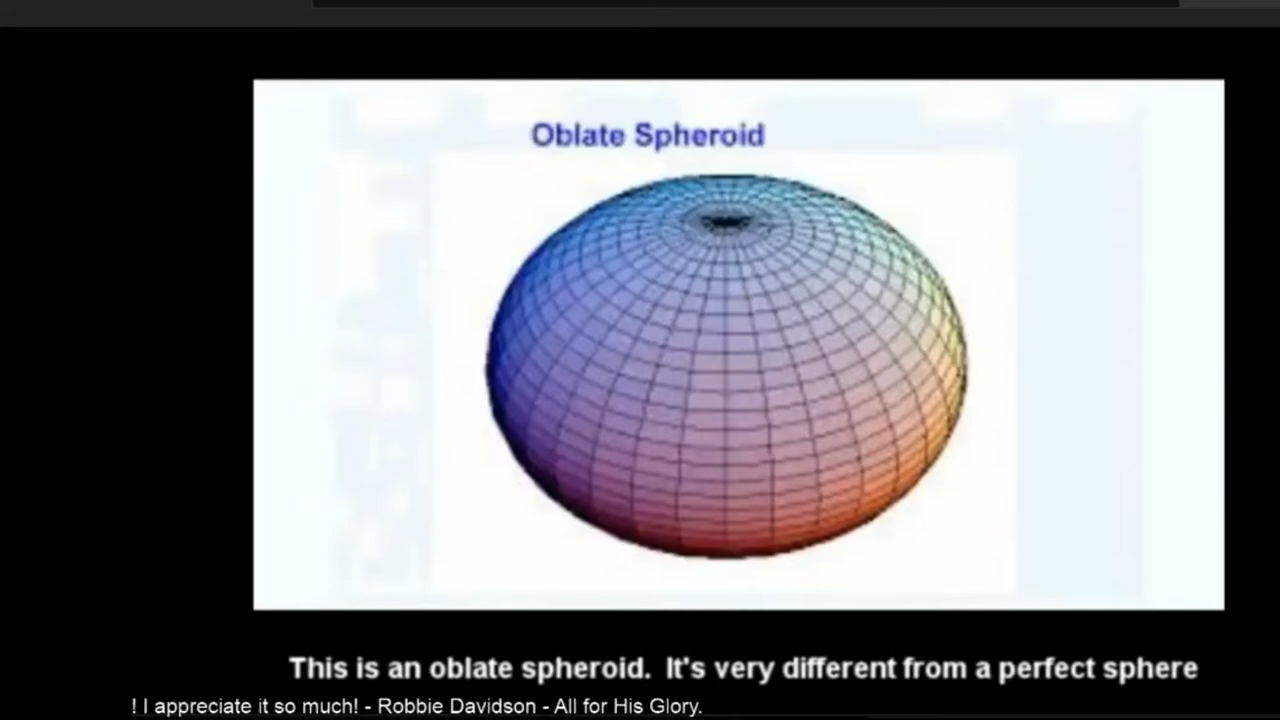 Oblate Spheroid
This is an oblate spheroid. It's very different from a perfect sphere
! I appreciate it so much! - Robbie Davidson - All for His Glory.